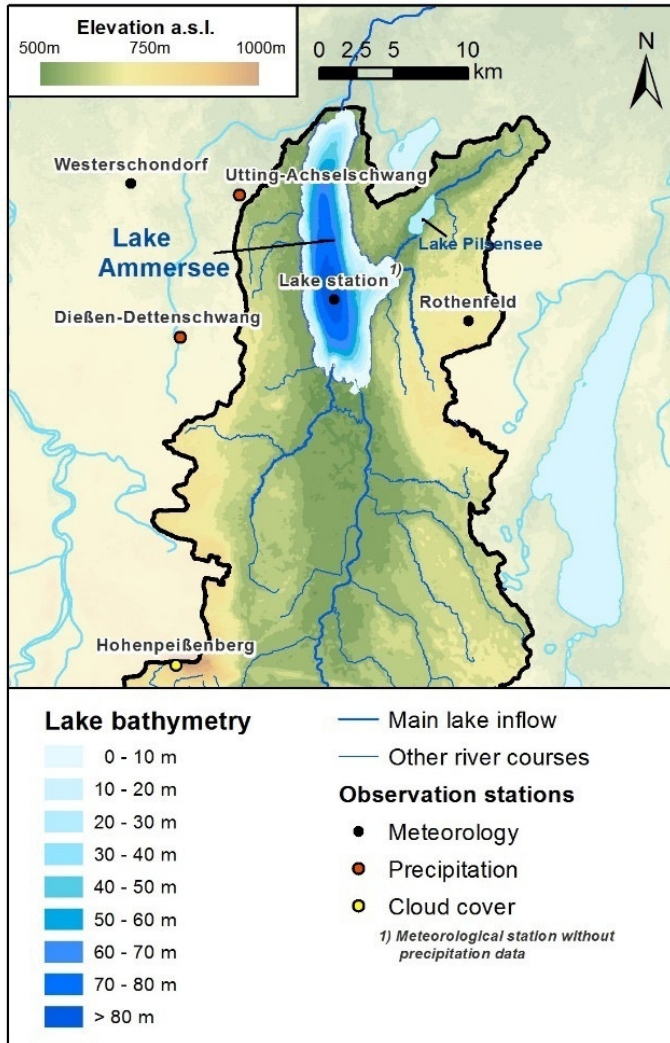 Elevation a.s.l.
500m 750m 1000m
0 2,5 5 10
km
N
Westerschondorf
Utting-Achselschwang
Lake
Ammersee
Lake Pilsensee
Lake station 1)
Rothenfeld
Dießen-Dettenschwang
Hohenpeißenberg
Lake bathymetry
0 - 10 m
10 - 20 m
20 - 30 m
30 - 40 m
40 - 50 m
50 - 60 m
60 - 70 m
70 - 80 m
> 80 m
Main lake inflow
Other river courses
Observation stations
Meteorology
Precipitation
Cloud cover
1) Meteorological station without
precipitation data